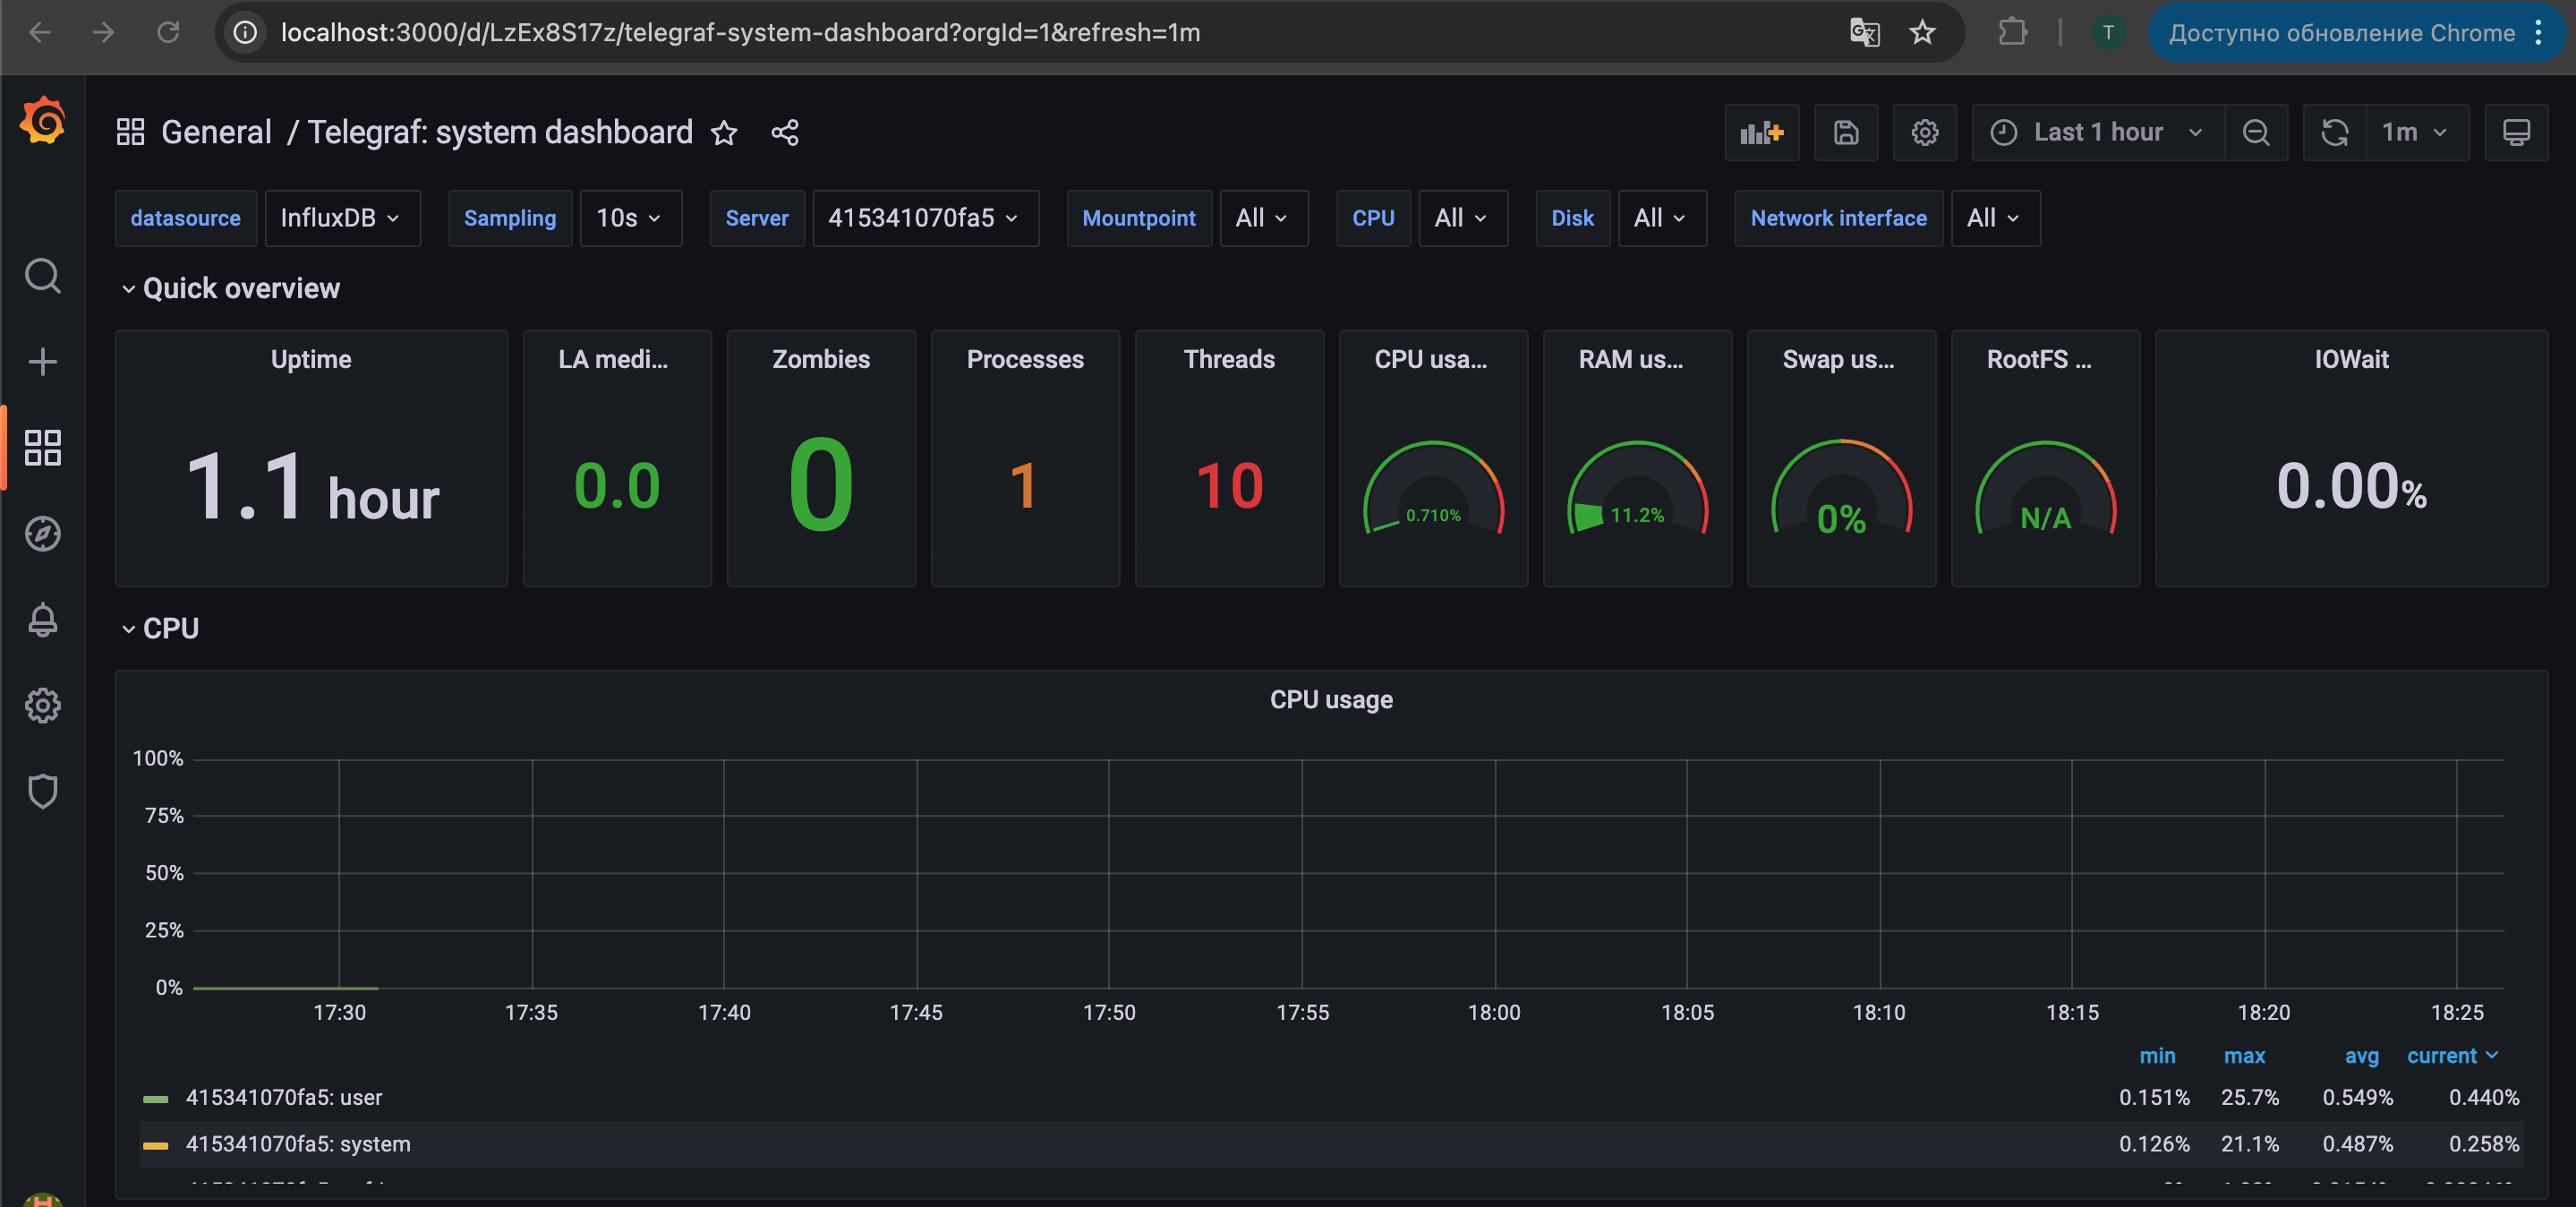 localhost:3000/d/LzEx8S17z/telegraf-system-dashboard?orgId=1&refresh=1m
T
Доступно обновление Chrome
General / Telegraf: system dashboard
Last 1 hour
1m
datasource InfluxDB Sampling 10s Server 415341070fa5 Mountpoint All CPU All Disk All Network interface All
Quick overview
Uptime LA medi... Zombies Processes Threads CPU usa... RAM us... Swap us... RootFS ... IOWait
1.1 hour 0.0 0 1 10 0.710% 11.2% 0% N/A 0.00%
CPU
CPU usage
100%
75%
50%
25%
0%
17:30 17:35 17:40 17:45 17:50 17:55 18:00 18:05 18:10 18:15 18:20 18:25
min max avg current
415341070fa5: user 0.151% 25.7% 0.549% 0.440%
415341070fa5: system 0.126% 21.1% 0.487% 0.258%